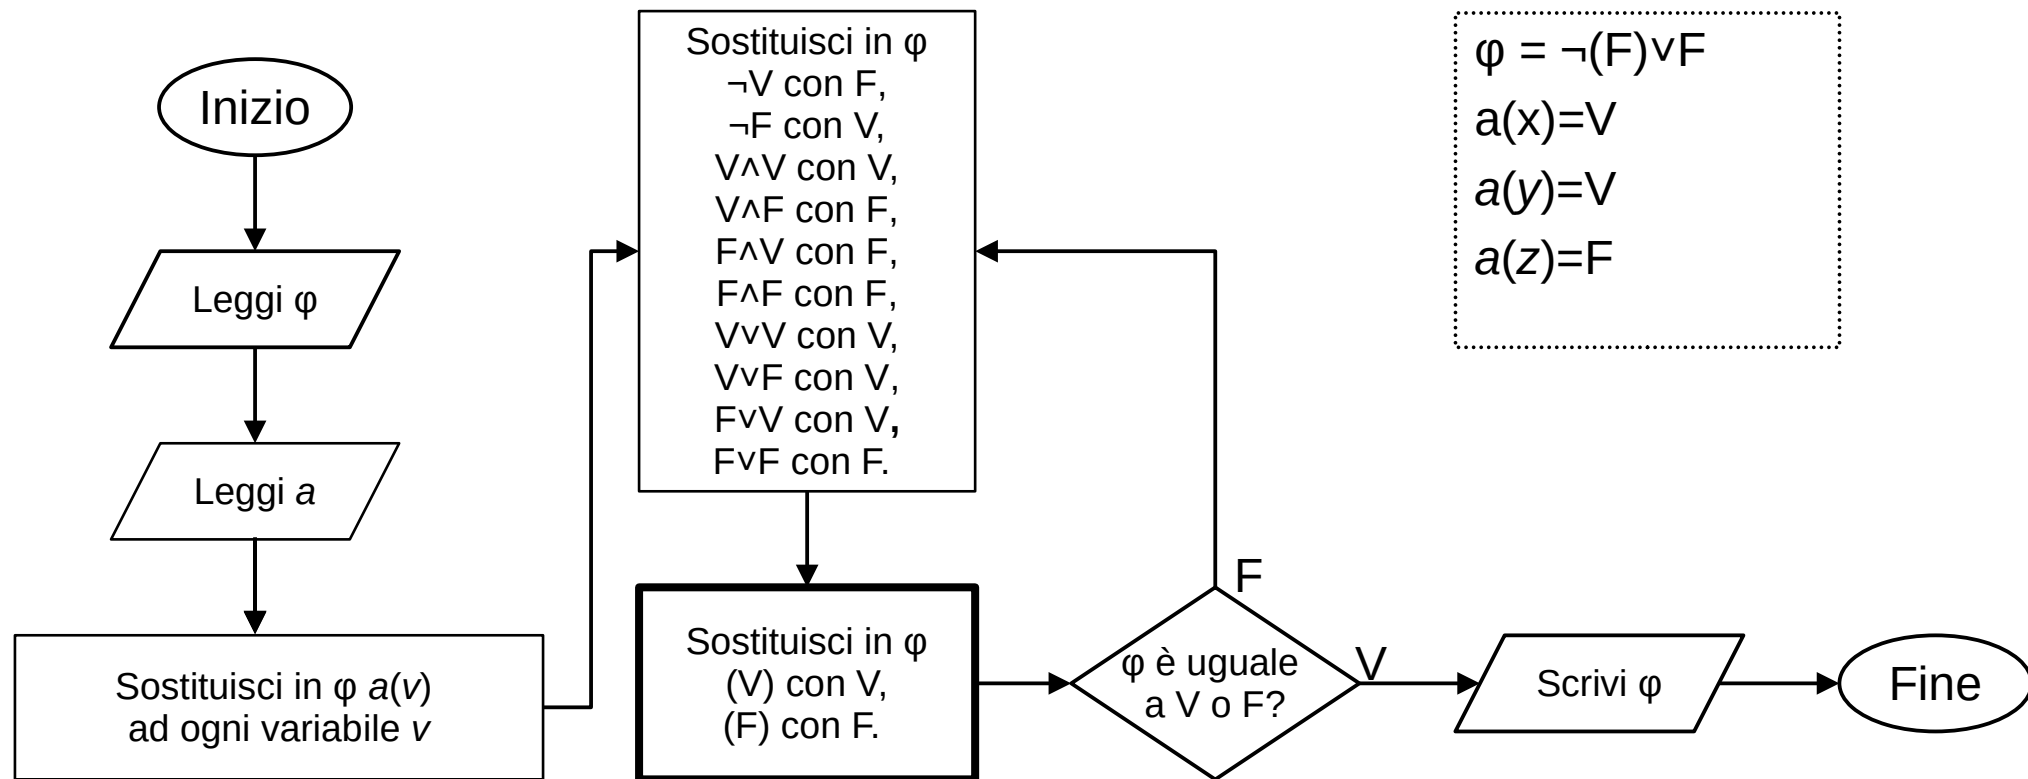 Inizio
Leggi φ
Leggi a
Sostituisci in φ a(v)
ad ogni variabile v
Sostituisci in φ
¬V con F,
¬F con V,
V∧V con V,
V∧F con F,
F∧V con F,
F∧F con F,
V∨V con V,
V∨F con V,
F∨V con V,
F∨F con F.
Sostituisci in φ
(V) con V,
(F) con F.
φ è uguale
a V o F?
F
V
Scrivi φ
Fine
φ = ¬(F)∨F
a(x)=V
a(y)=V
a(z)=F